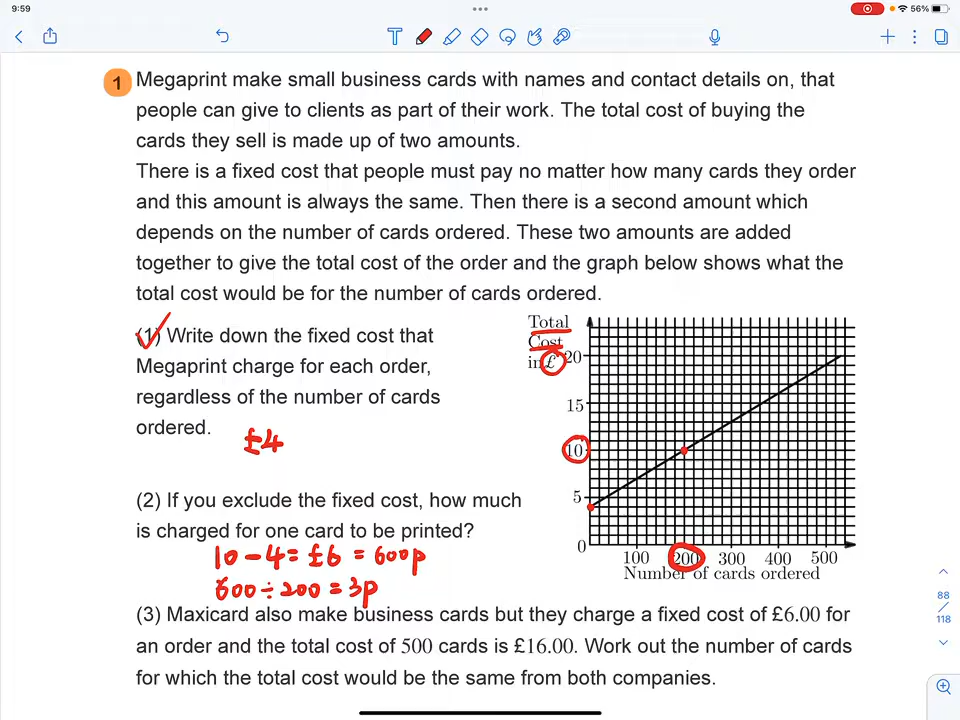 9:59
56%
1 Megaprint make small business cards with names and contact details on, that
people can give to clients as part of their work. The total cost of buying the
cards they sell is made up of two amounts.
There is a fixed cost that people must pay no matter how many cards they order
and this amount is always the same. Then there is a second amount which
depends on the number of cards ordered. These two amounts are added
together to give the total cost of the order and the graph below shows what the
total cost would be for the number of cards ordered.
(1) Write down the fixed cost that
Megaprint charge for each order,
regardless of the number of cards
ordered.
£4
Total
Cost
in £
20
15
10
5
0
100 200 300 400 500
Number of cards ordered
(2) If you exclude the fixed cost, how much
is charged for one card to be printed?
10 - 4 = £6 = 600p
600 ÷ 200 = 3p
(3) Maxicard also make business cards but they charge a fixed cost of £6.00 for
an order and the total cost of 500 cards is £16.00. Work out the number of cards
for which the total cost would be the same from both companies.
88
/
118